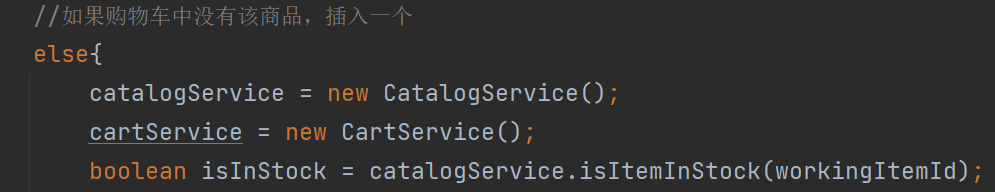 //如果购物车中没有该商品，插入一个
else{
catalogService = new CatalogService();
cartService = new CartService();
boolean isInStock = catalogService.isItemInStock(workingItemId);